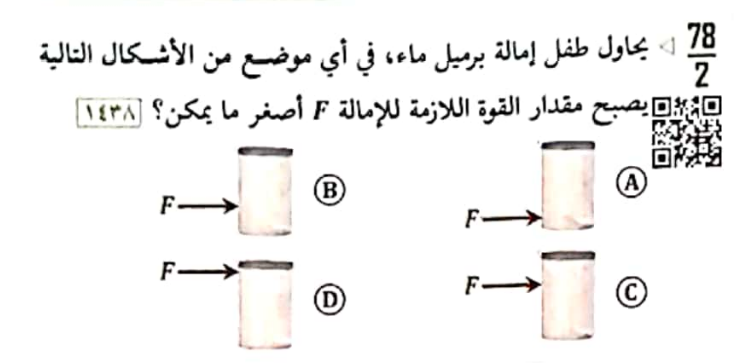 78/2 ◁ يحاول طفل إمالة برميل ماء، في أي موضع من الأشكال التالية
يصبح مقدار القوة اللازمة للإمالة F أصغر ما يمكن؟ ١٤٣٨
A F
B F
C F
D F